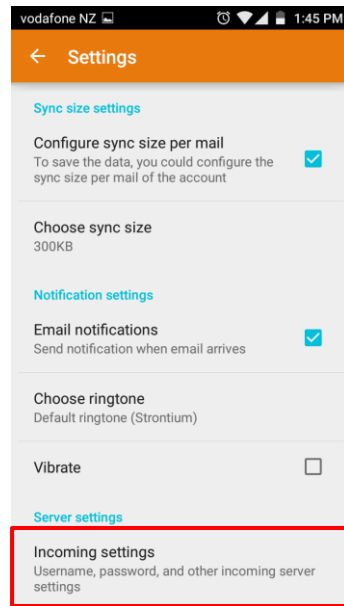 vodafone NZ 1:45 PM
Settings
Sync size settings
Configure sync size per mail
To save the data, you could configure the
sync size per mail of the account
Choose sync size
300KB
Notification settings
Email notifications
Send notification when email arrives
Choose ringtone
Default ringtone (Strontium)
Vibrate
Server settings
Incoming settings
Username, password, and other incoming server
settings